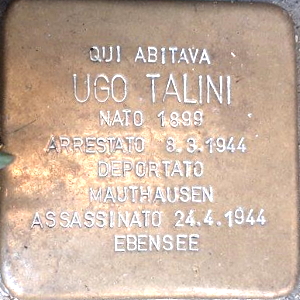 QUI ABITAVA
UGO TALINI
NATO 1899
ARRESTATO 8.3.1944
DEPORTATO
MAUTHAUSEN
ASSASSINATO 24.4.1944
EBENSEE